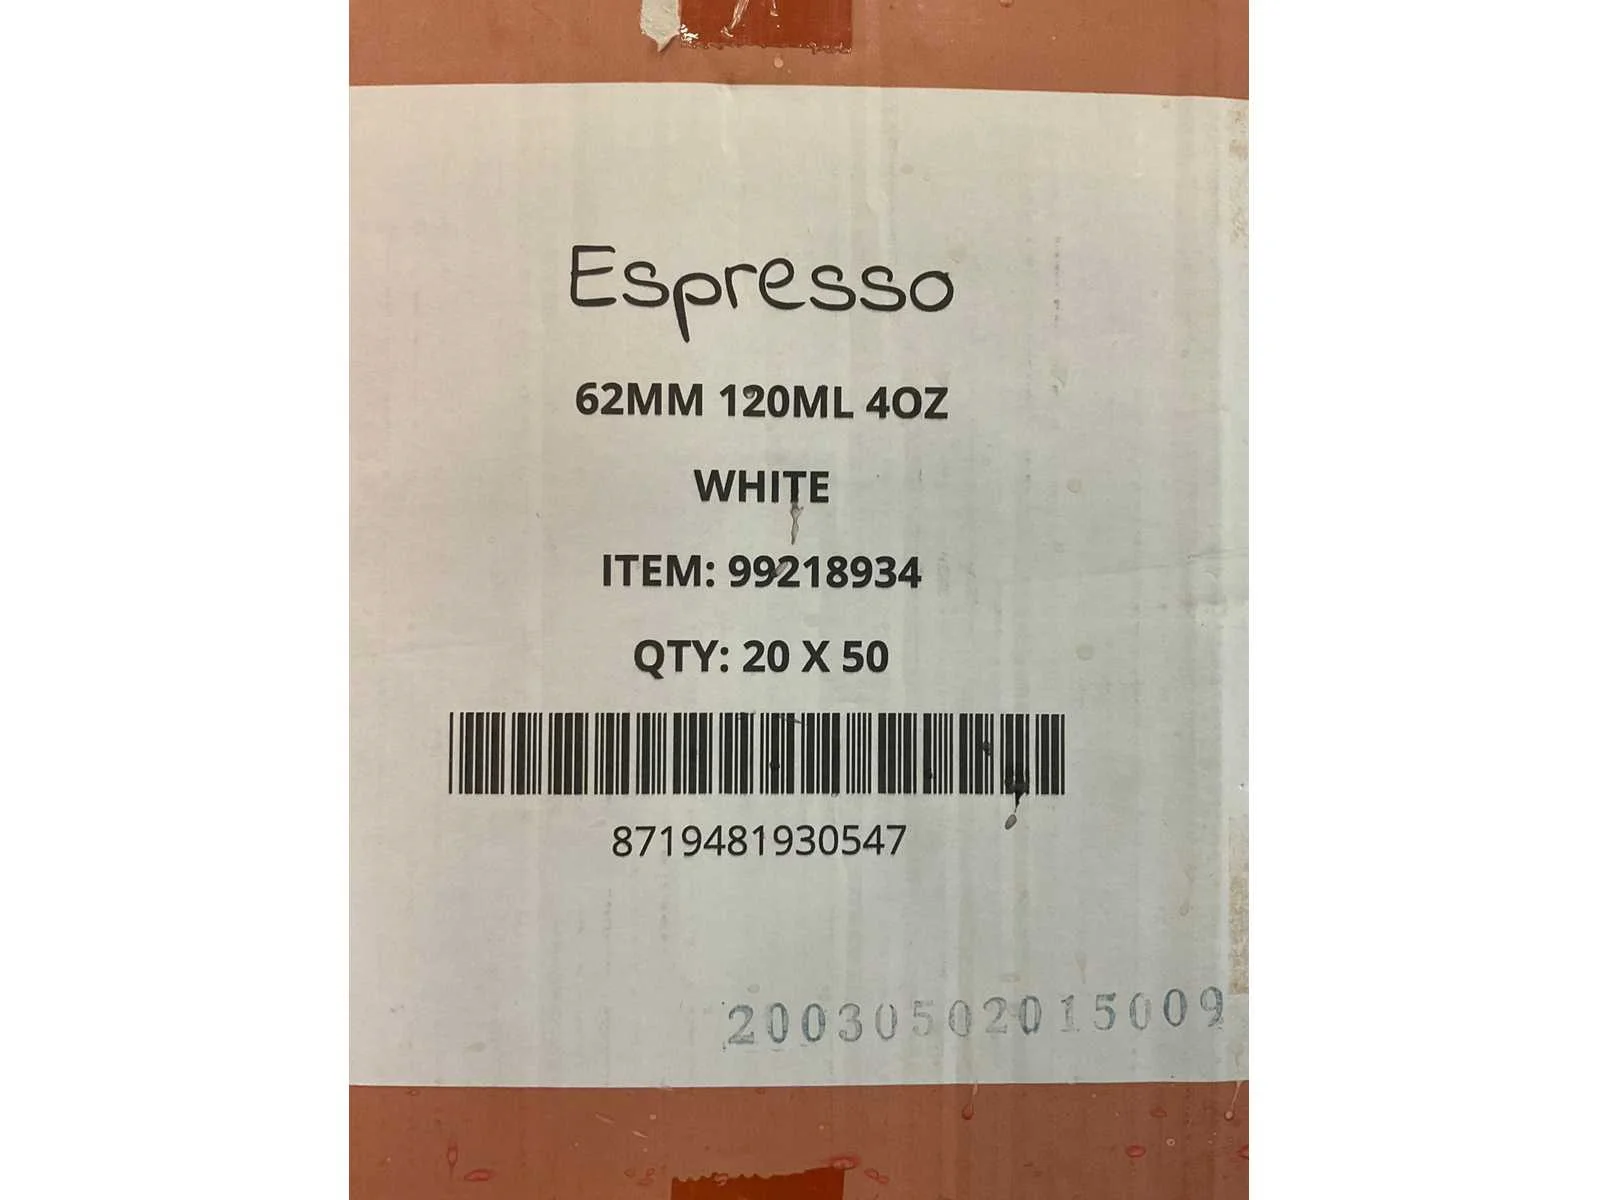 Espresso
62MM 120ML 4OZ
WHITE
ITEM: 99218934
QTY: 20 X 50
8719481930547
20030502015009